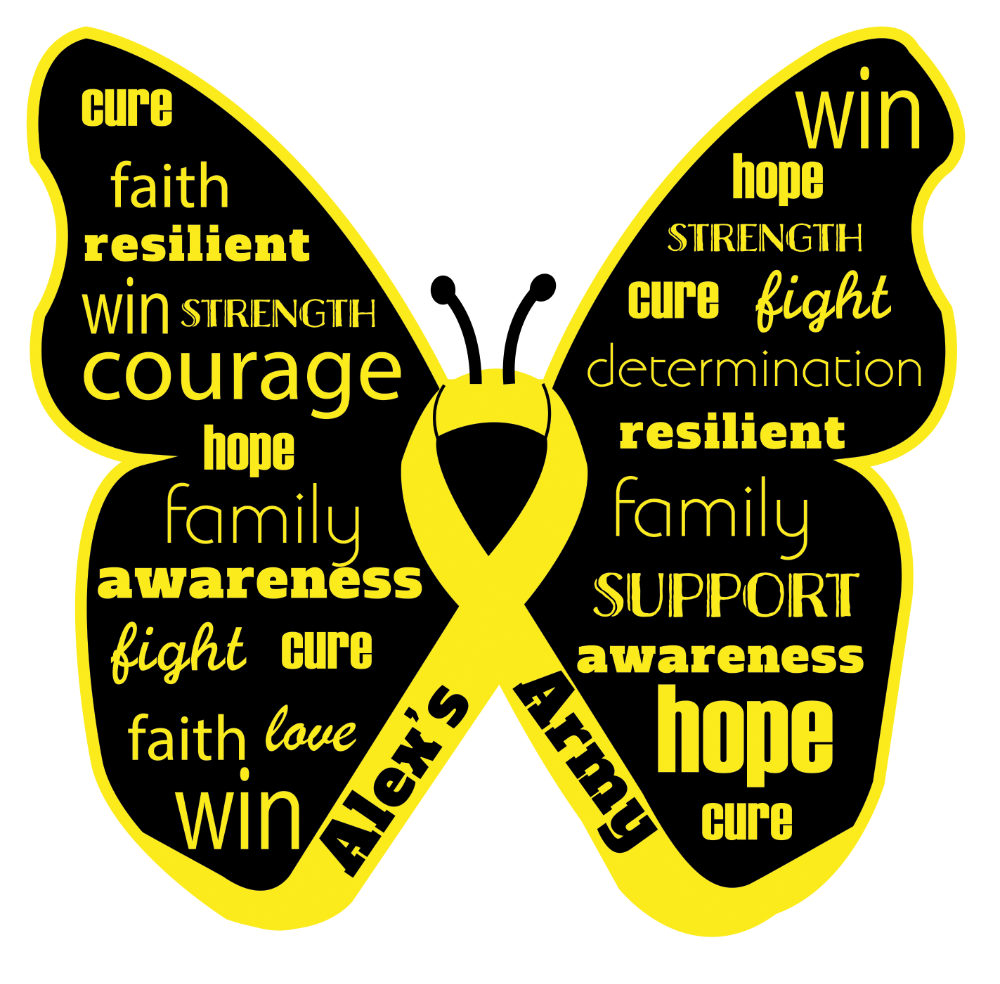 cure
faith
resilient
win STRENGTH
courage
hope
family
awareness
fight cure
faith love
win
Alex's
Army
win
hope
STRENGTH
cure fight
determination
resilient
family
SUPPORT
awareness
hope
cure